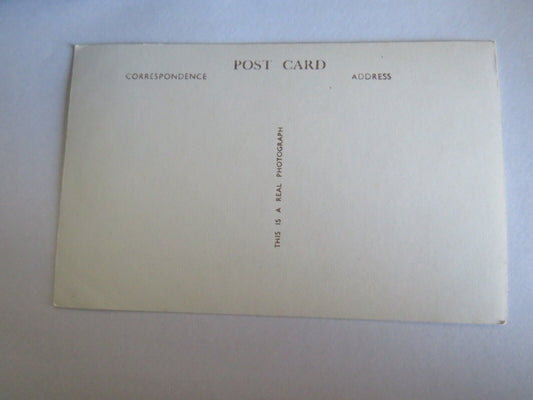 POST CARD
CORRESPONDENCE
ADDRESS
THIS IS A REAL PHOTOGRAPH